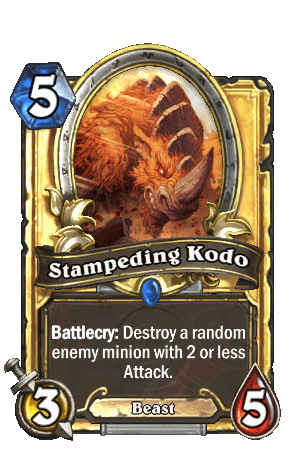 5
Stampeding Kodo
Battlecry: Destroy a random
enemy minion with 2 or less
Attack.
3
Beast
5